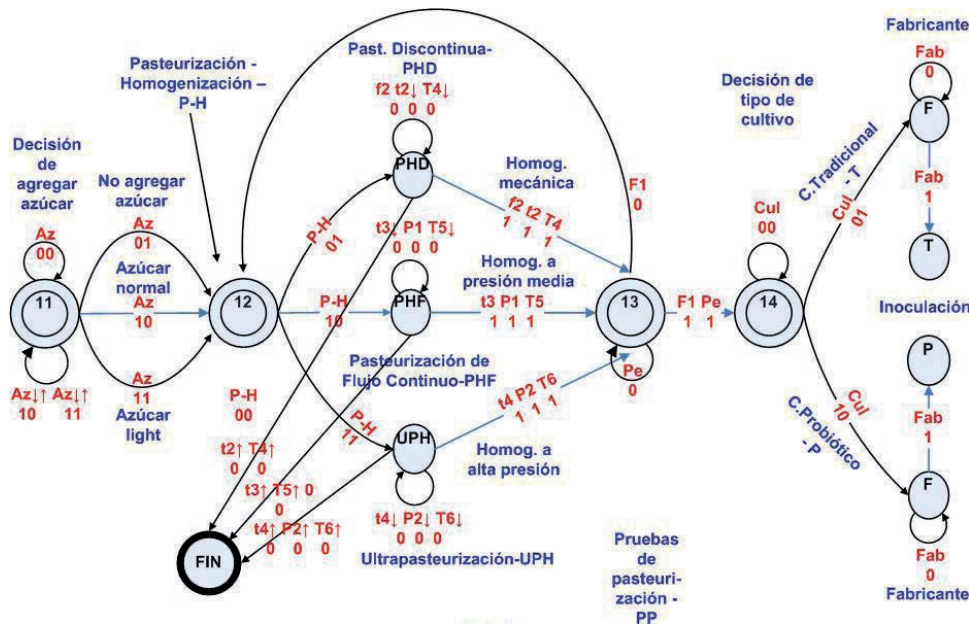 Pasteurización -
Homogenización –
P-H
Past. Discontinua-
PHD
f2 t2↓ T4↓
0 0 0
PHD
Decisión de
agregar
azúcar
Az
00
11
Az↓↑ Az↓↑
10 11
No agregar
azúcar
Az
01
Azúcar
normal
Az
10
Az
11
Azúcar
light
12
P-H
01
P-H
10
P-H
11
P-H
00
Homog.
mecánica
f2 t2 T4
1 1 1
t3↓ P1 T5↓
0 0 0
PHF
Homog. a
presión media
t3 P1 T5
1 1 1
Pasteurización de
Flujo Continuo-PHF
UPH
t4 P2 T6
1 1 1
Homog. a
alta presión
t4↓ P2↓ T6↓
0 0 0
Ultrapasteurización-UPH
t2↑ T4↑
0 0
t3↑ T5↑ 0
0
t4↑ P2↑ T6↑
0 0 0
FIN
F1
0
13
Pe
0
F1 Pe
1 1
Pruebas
de
pasteuri-
zación -
PP
Decisión de
tipo de
cultivo
Cul
00
14
C.Tradicional
- T
Cul
01
Cul
10
C.Probiótico
- P
Fabricante
Fab
0
F
Fab
1
T
Inoculación
P
Fab
1
F
Fab
0
Fabricante